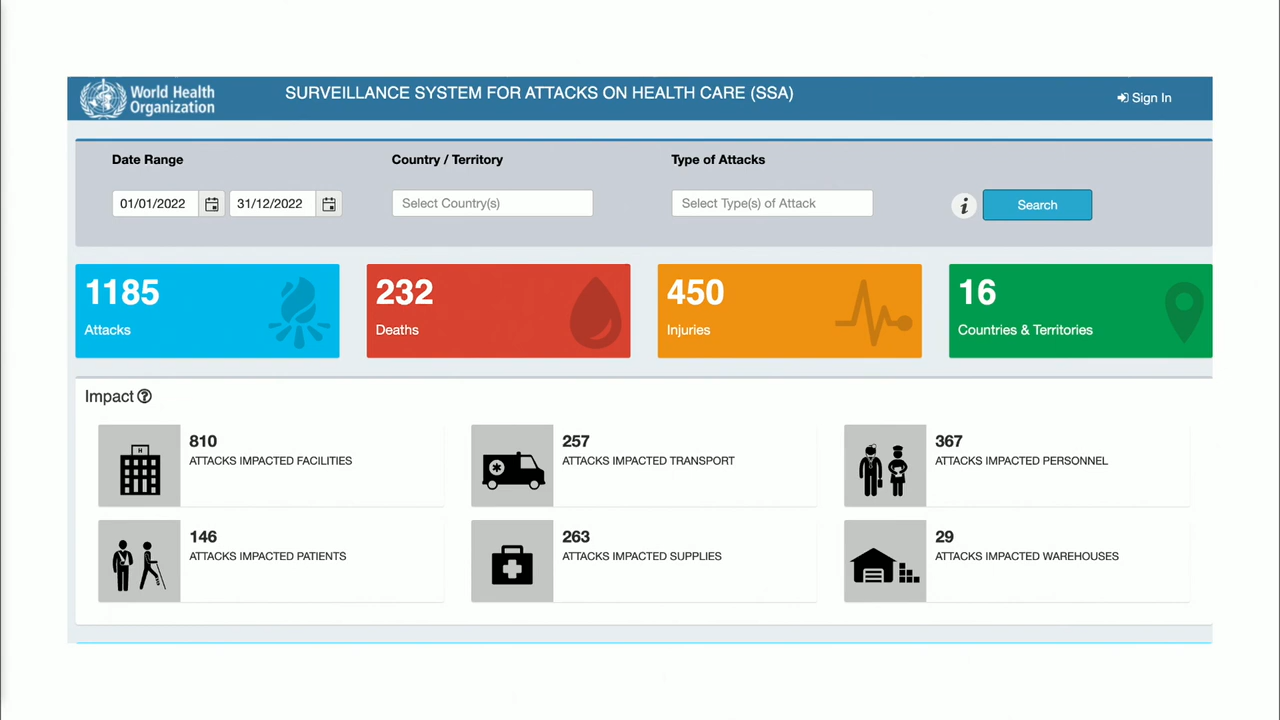 World Health
Organization
SURVEILLANCE SYSTEM FOR ATTACKS ON HEALTH CARE (SSA)
Sign In
Date Range
Country / Territory
Type of Attacks
01/01/2022
31/12/2022
Select Country(s)
Select Type(s) of Attack
i
Search
1185
Attacks
232
Deaths
450
Injuries
16
Countries & Territories
Impact
810
ATTACKS IMPACTED FACILITIES
257
ATTACKS IMPACTED TRANSPORT
367
ATTACKS IMPACTED PERSONNEL
146
ATTACKS IMPACTED PATIENTS
263
ATTACKS IMPACTED SUPPLIES
29
ATTACKS IMPACTED WAREHOUSES